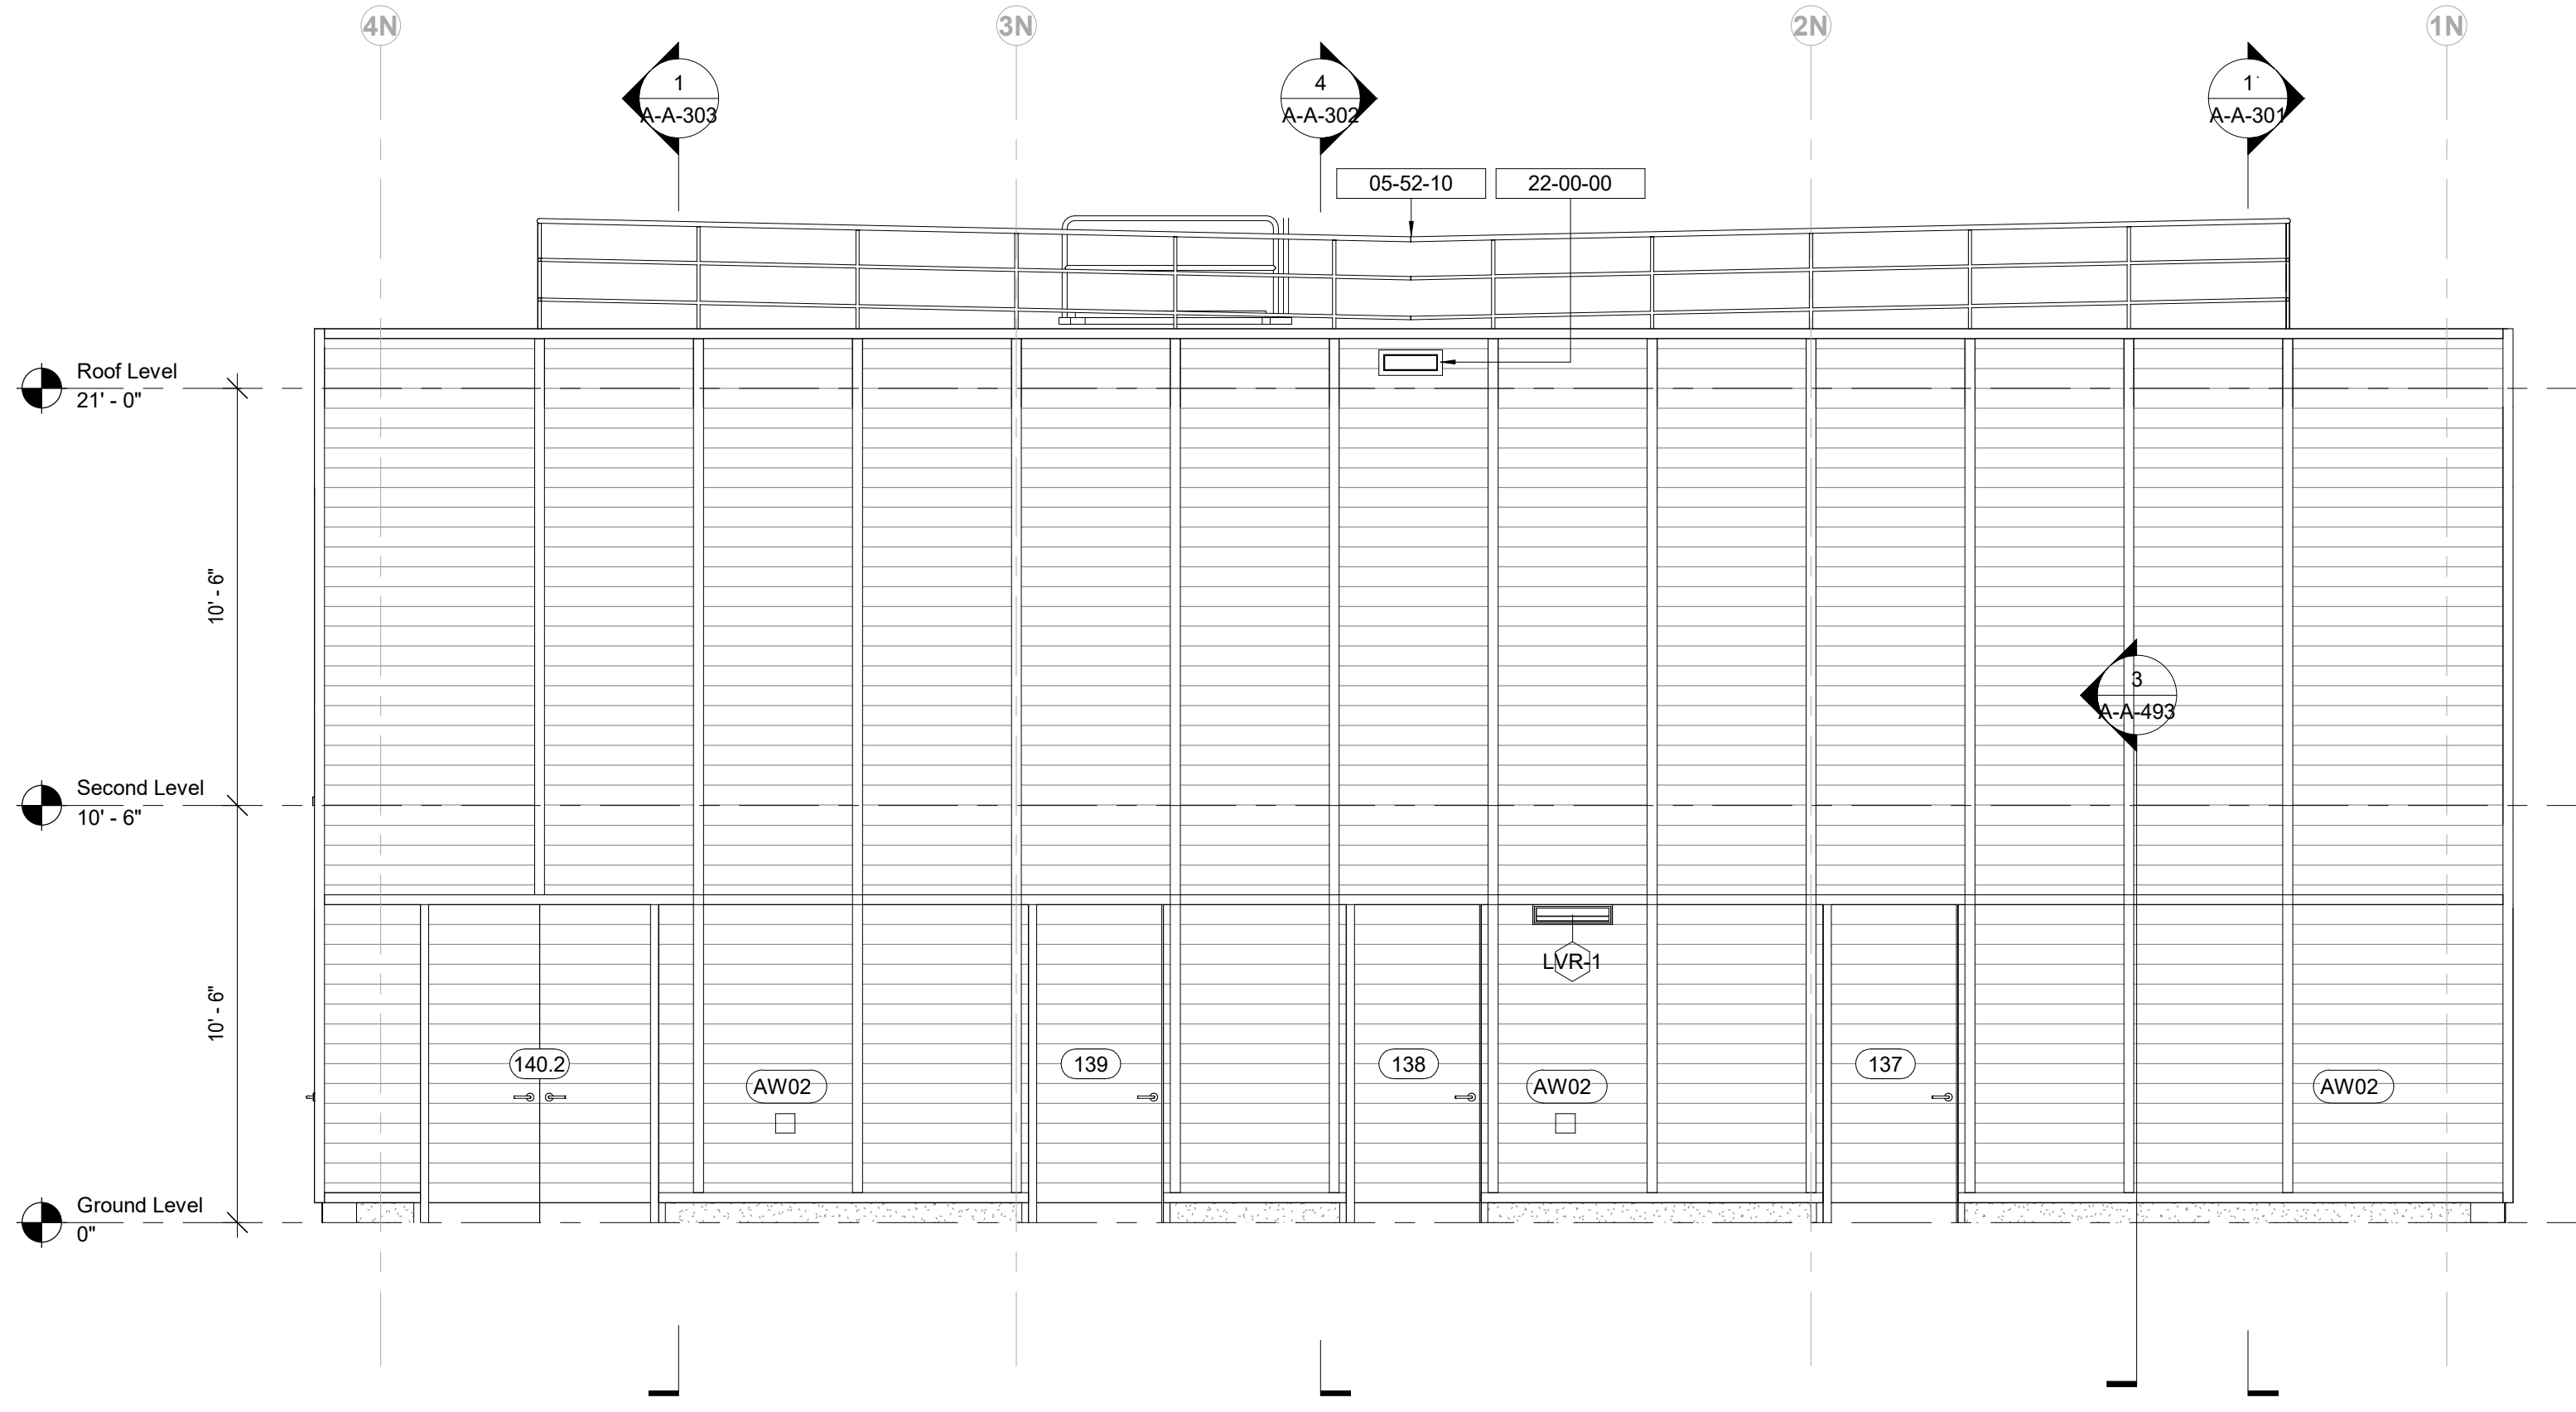 4N
3N
2N
1N
1
A-A-303
4
A-A-302
1
A-A-301
05-52-10
22-00-00
Roof Level
21' - 0"
10' - 6"
3
A-A-493
Second Level
10' - 6"
LVR-1
10' - 6"
140.2
139
138
137
AW02
AW02
AW02
Ground Level
0"